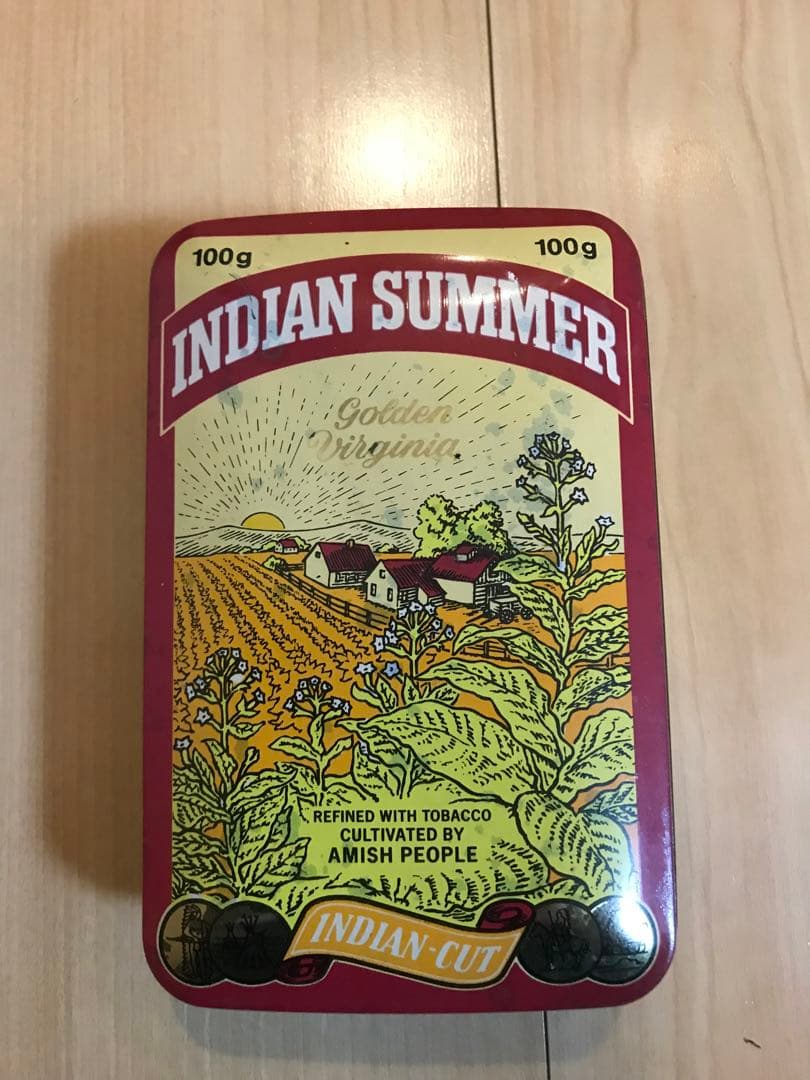 100g 100g
INDIAN SUMMER
Golden
Virginia
REFINED WITH TOBACCO
CULTIVATED BY
AMISH PEOPLE
INDIAN-CUT